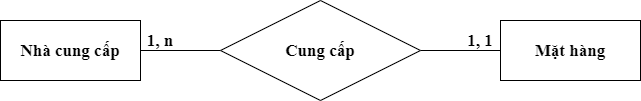 Nhà cung cấp
1, n
Cung cấp
1, 1
Mặt hàng